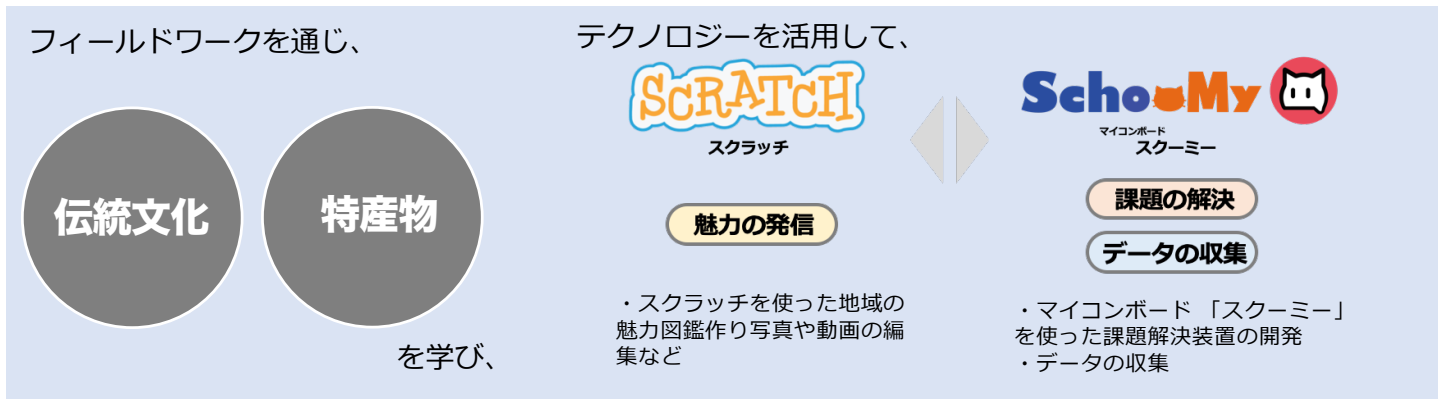 フィールドワークを通じ、
伝統文化
特産物
を学び、
テクノロジーを活用して、
SCRATCH
スクラッチ
魅力の発信
・スクラッチを使った地域の
魅力図鑑作り写真や動画の編
集など
SchooMy
マイコンボード
スクーミー
課題の解決
データの収集
・マイコンボード 「スクーミー」
を使った課題解決装置の開発
・データの収集